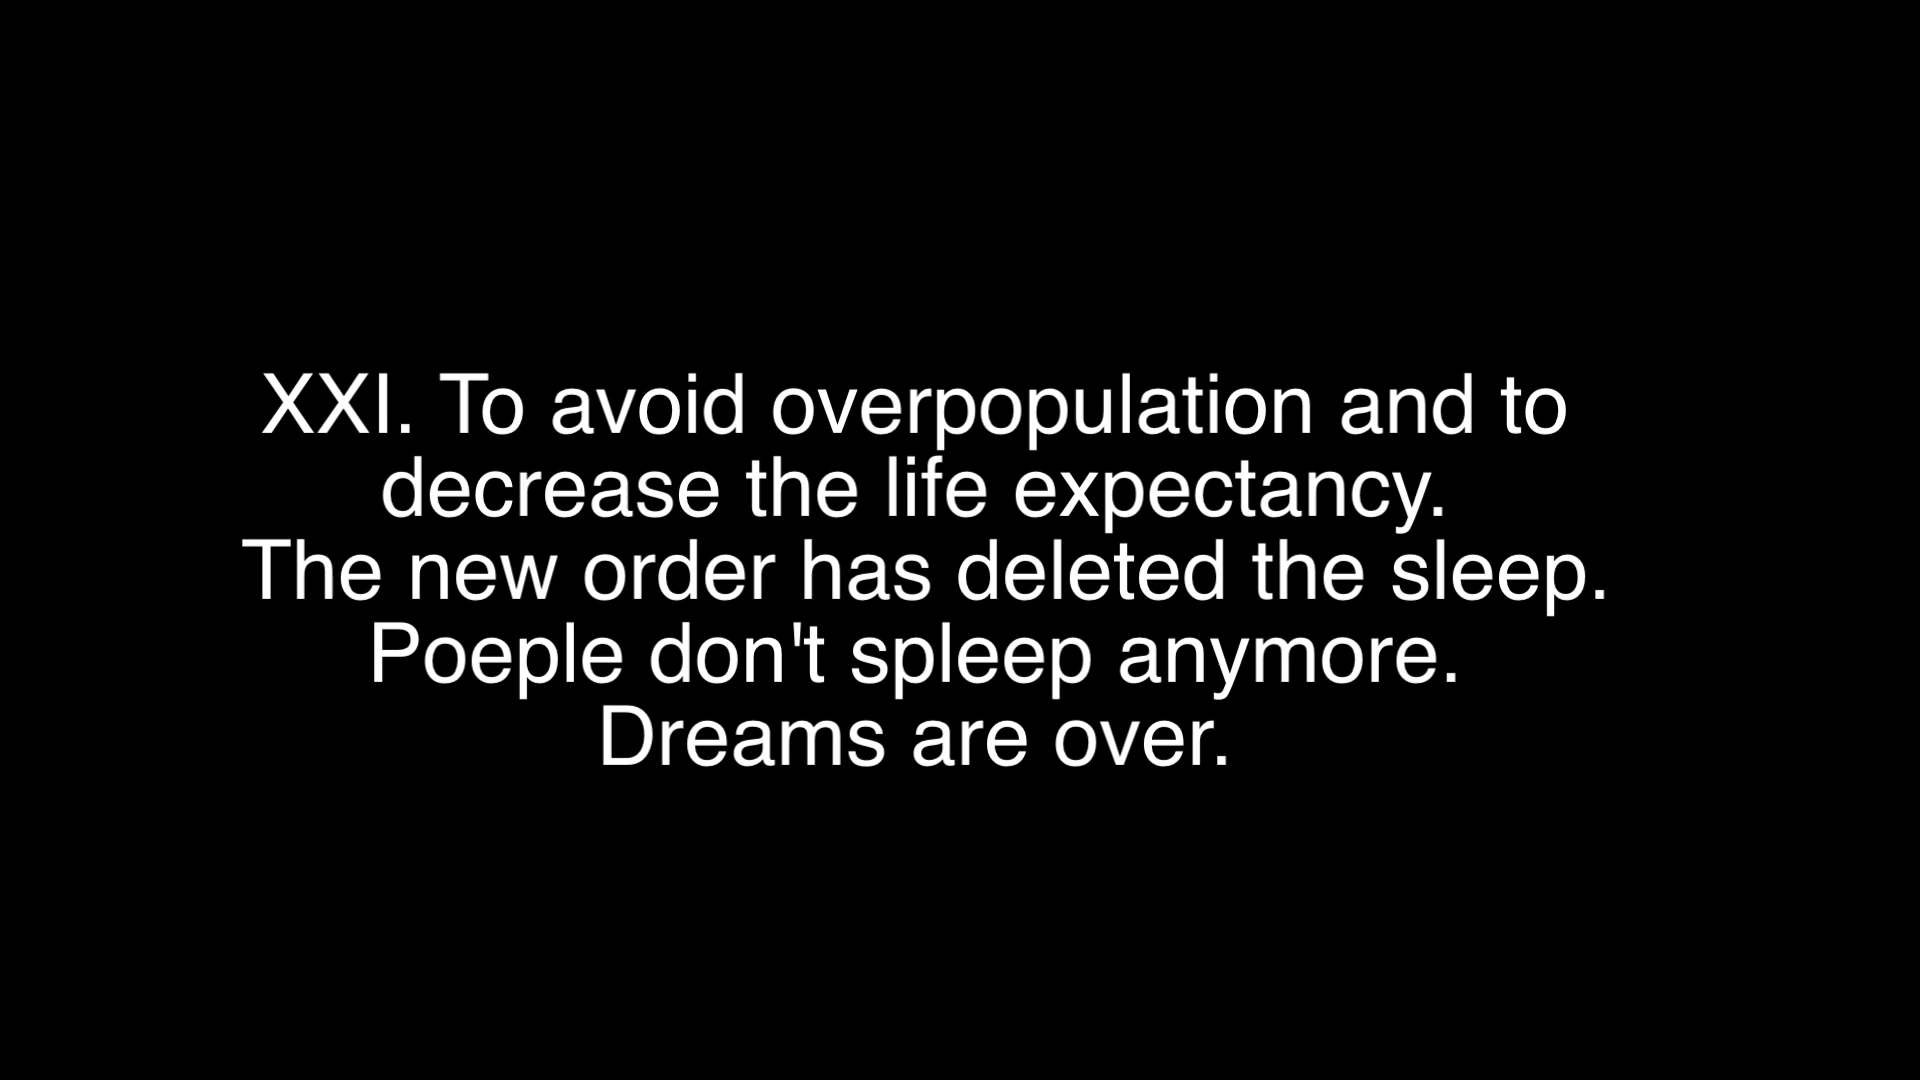 XXI. To avoid overpopulation and to
decrease the life expectancy.
The new order has deleted the sleep.
Poeple don't spleep anymore.
Dreams are over.